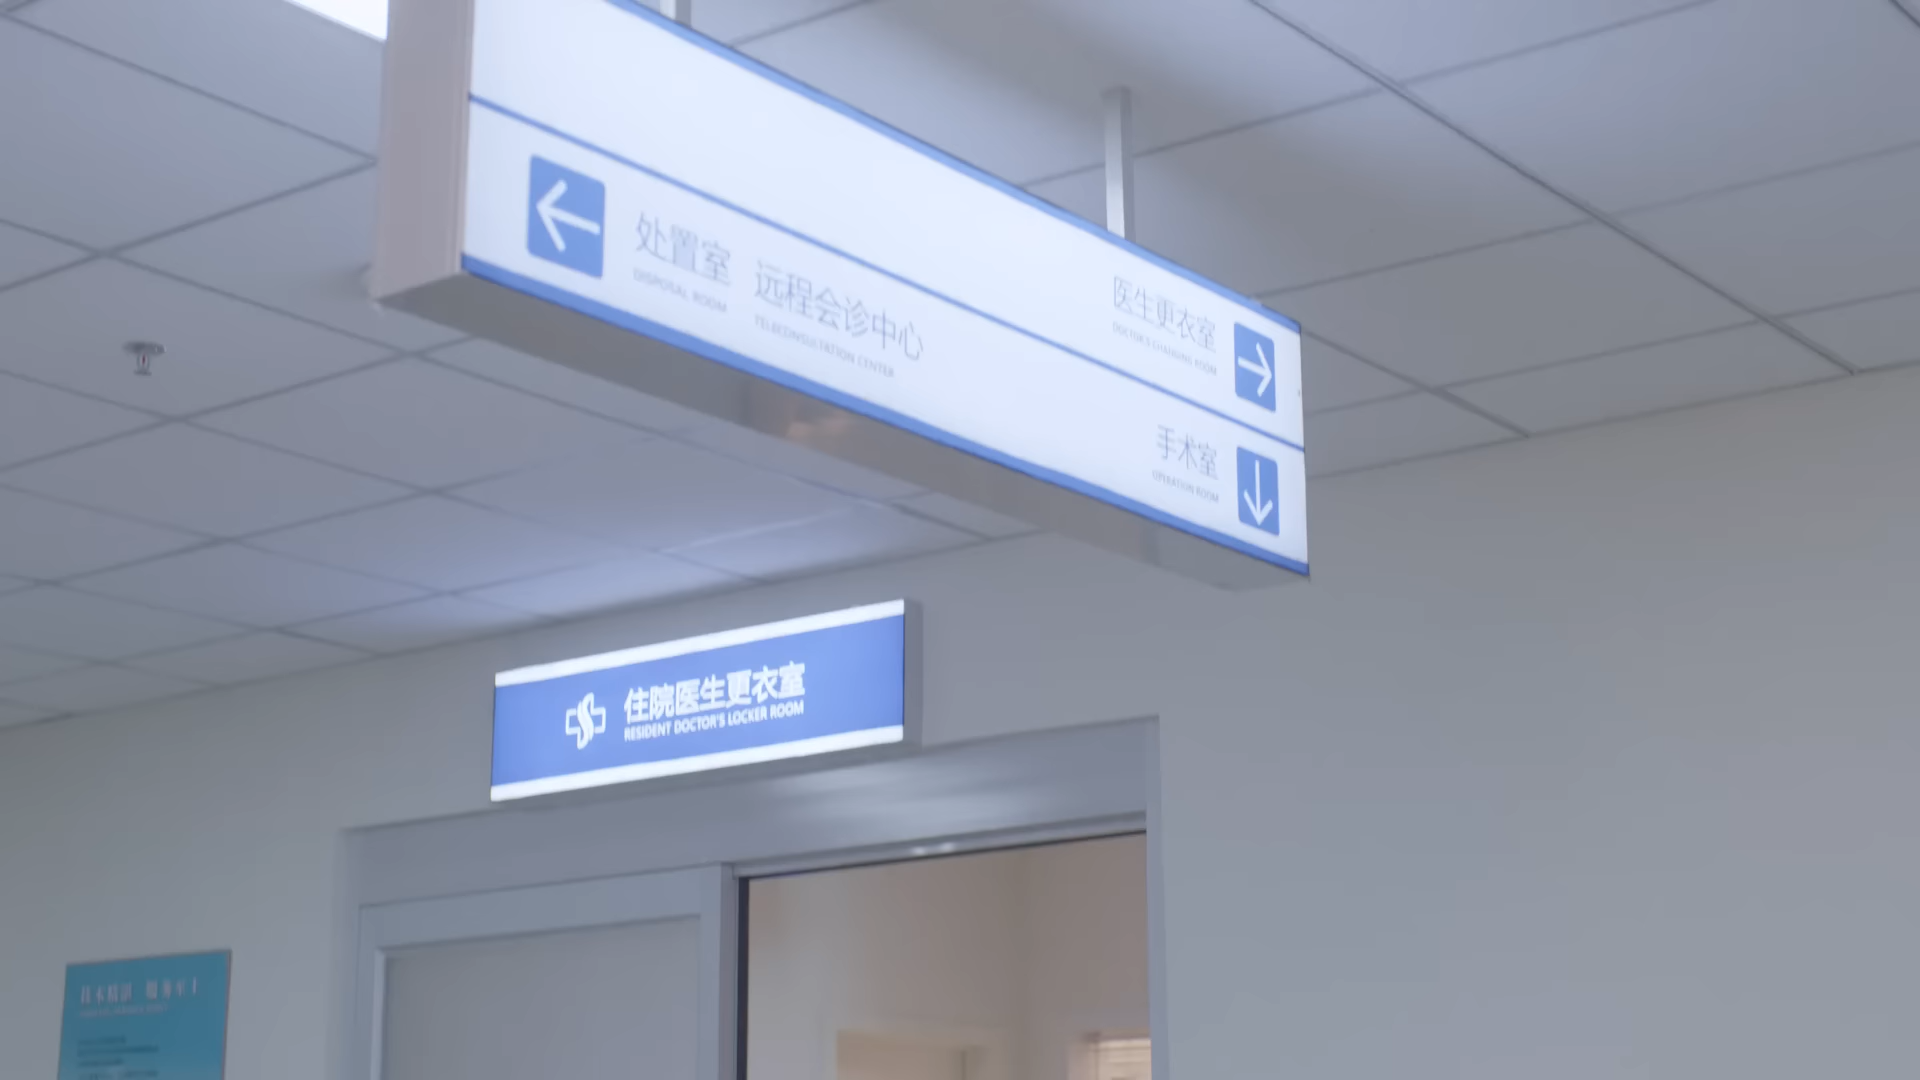 处置室
DISPOSAL ROOM
远程会诊中心
TELECONSULTATION CENTER
医生更衣室
DOCTOR'S CHANGING ROOM
手术室
OPERATION ROOM
住院医生更衣室
RESIDENT DOCTOR'S LOCKER ROOM